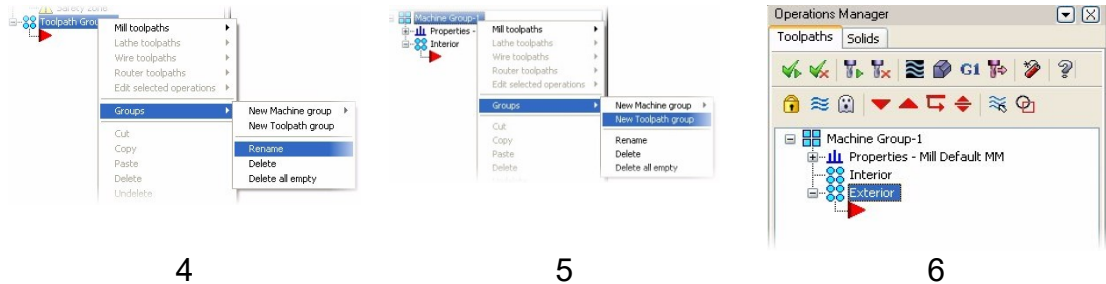 Safety zone
Toolpath Grou
Mill toolpaths
Lathe toolpaths
Wire toolpaths
Router toolpaths
Edit selected operations
Groups
Cut
Copy
Paste
Delete
Undelete
New Machine group
New Toolpath group
Rename
Delete
Delete all empty
4
Machine Group-1
Properties -
Interior
Mill toolpaths
Lathe toolpaths
Wire toolpaths
Router toolpaths
Edit selected operations
Groups
Cut
Copy
Paste
Delete
New Machine group
New Toolpath group
Rename
Delete
Delete all empty
5
Operations Manager
Toolpaths Solids
G1
Machine Group-1
Properties - Mill Default MM
Interior
Exterior
6